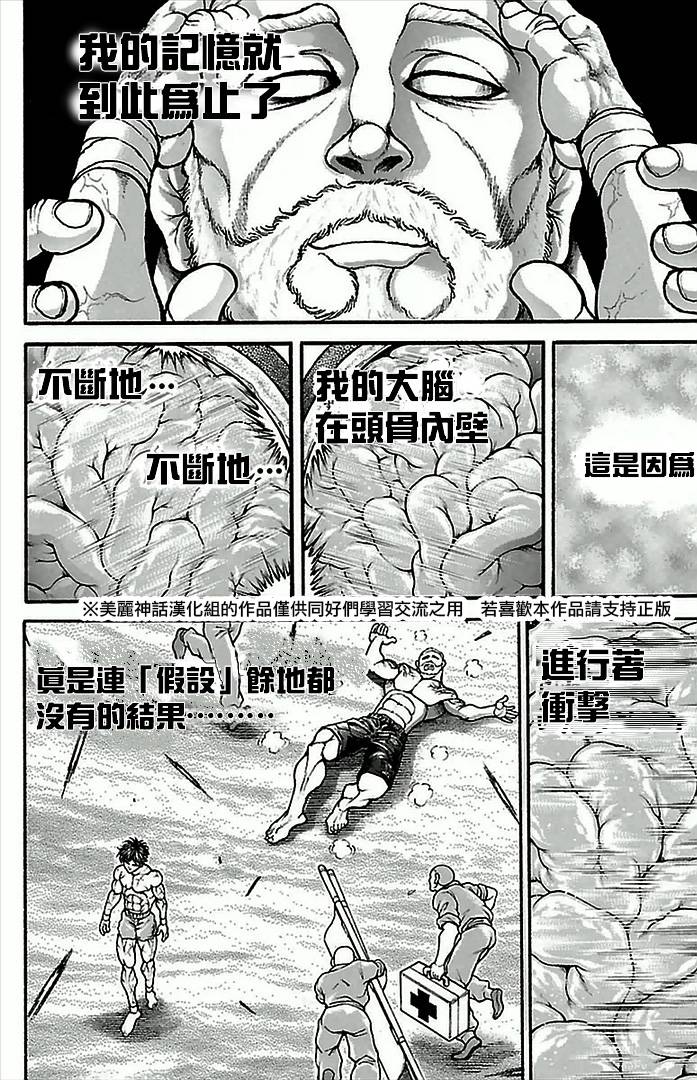 我的記憶就
到此爲止了
這是因爲
我的大腦
在頭骨內壁
不斷地…
不斷地…
※美麗神話漢化組的作品僅供同好們學習交流之用 若喜歡本作品請支持正版
進行著
衝擊
眞是連「假設」餘地都
沒有的結果………